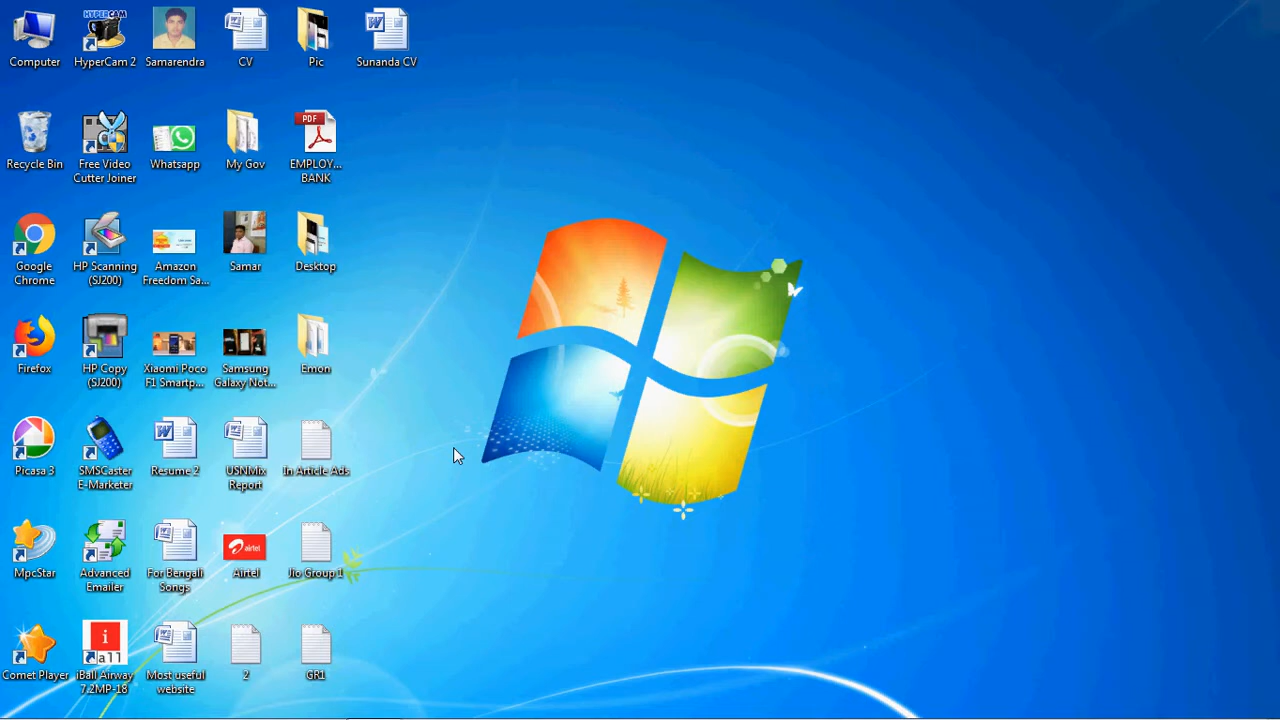 Computer
HYPERCAM
HyperCam 2
Samarendra
CV
Pic
Sunanda CV
Recycle Bin
Free Video
Cutter Joiner
Whatsapp
My Gov
PDF
EMPLOY...
BANK
Google
Chrome
HP Scanning
(SJ200)
Amazon
Freedom Sa...
Samar
Desktop
Firefox
HP Copy
(SJ200)
Xiaomi Poco
F1 Smartp...
Samsung
Galaxy Not...
Emon
Picasa 3
SMSCaster
E-Marketer
Resume 2
USNMix
Report
In Article Ads
MpcStar
Advanced
Emailer
For Bengali
Songs
airtel
Airtel
Jio Group 1
Comet Player
i
ball
iBall Airway
7.2MP-18
Most useful
website
2
GR1